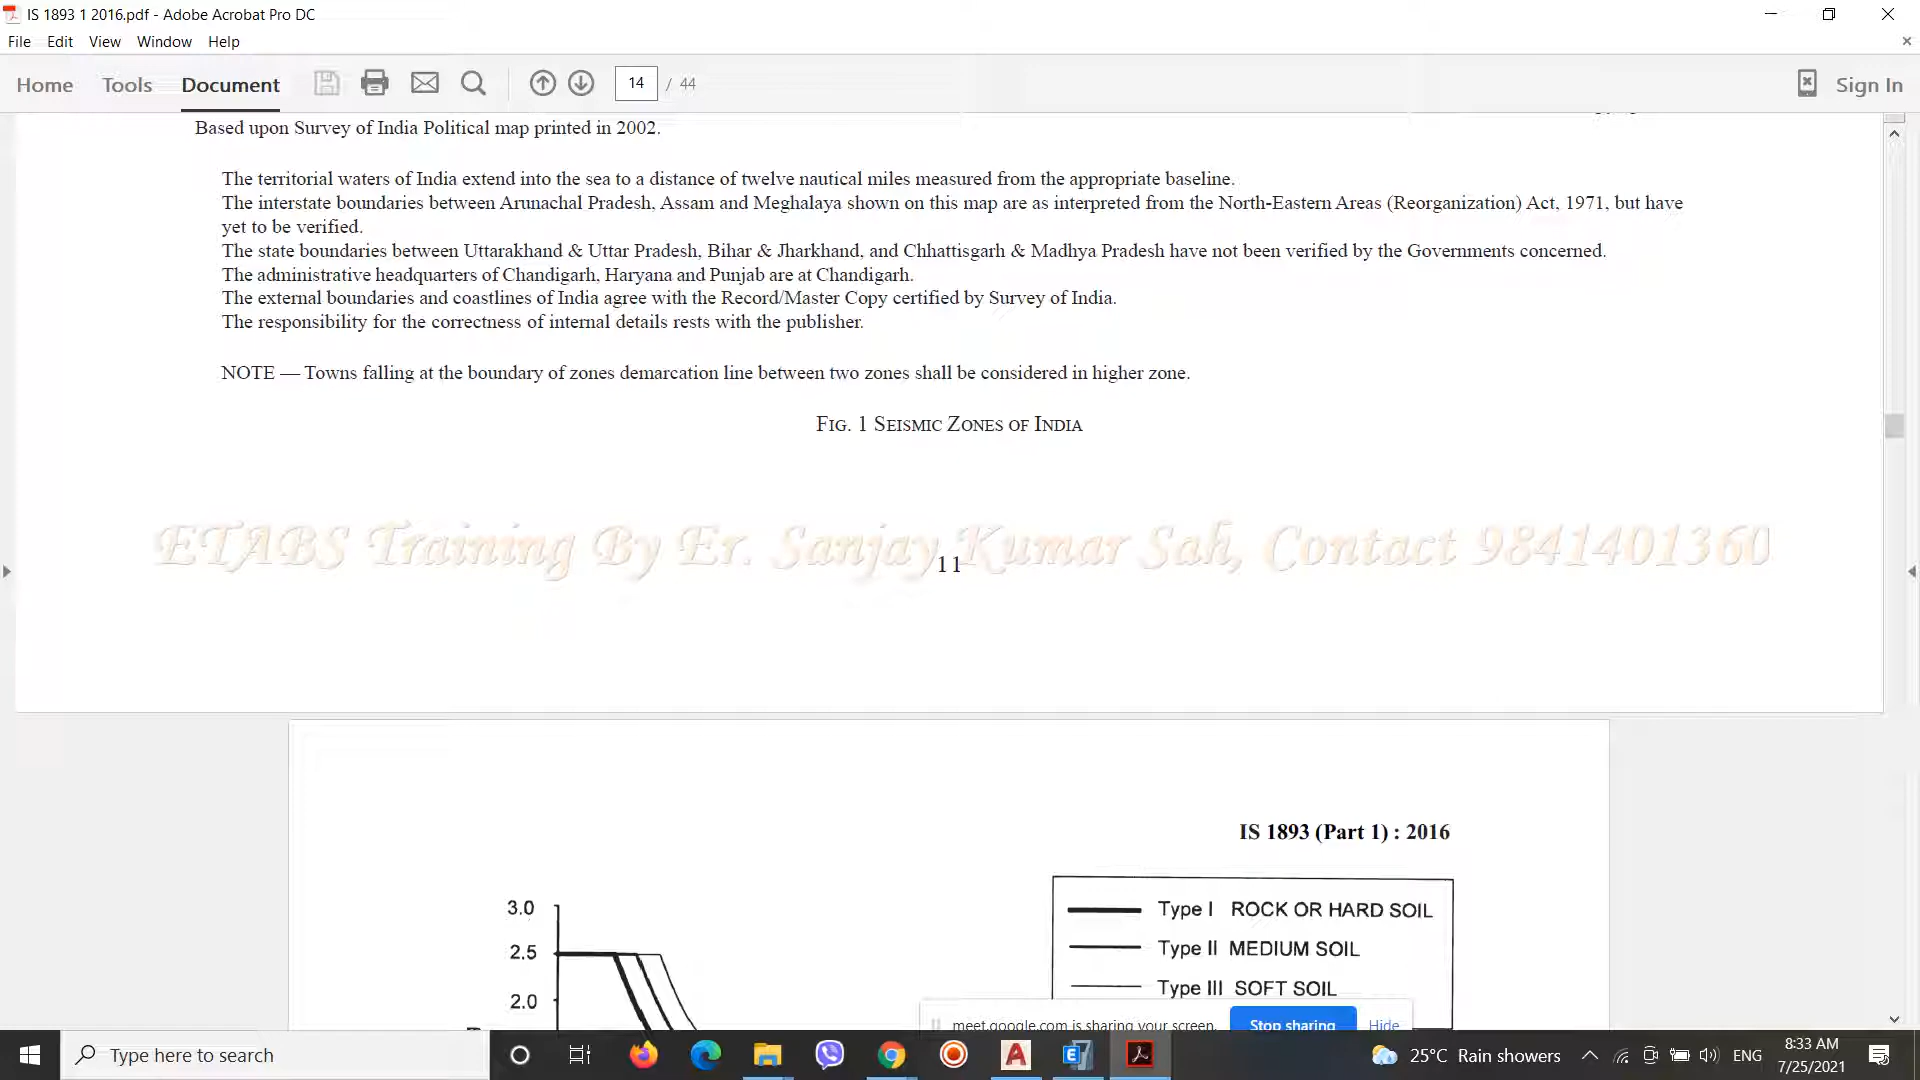 IS 1893 1 2016.pdf - Adobe Acrobat Pro DC
File Edit View Window Help
Home Tools Document 14 / 44 Sign In
Based upon Survey of India Political map printed in 2002.
The territorial waters of India extend into the sea to a distance of twelve nautical miles measured from the appropriate baseline.
The interstate boundaries between Arunachal Pradesh, Assam and Meghalaya shown on this map are as interpreted from the North-Eastern Areas (Reorganization) Act, 1971, but have
yet to be verified.
The state boundaries between Uttarakhand & Uttar Pradesh, Bihar & Jharkhand, and Chhattisgarh & Madhya Pradesh have not been verified by the Governments concerned.
The administrative headquarters of Chandigarh, Haryana and Punjab are at Chandigarh.
The external boundaries and coastlines of India agree with the Record/Master Copy certified by Survey of India.
The responsibility for the correctness of internal details rests with the publisher.
NOTE — Towns falling at the boundary of zones demarcation line between two zones shall be considered in higher zone.
FIG. 1 SEISMIC ZONES OF INDIA
ETABS Training By Er. Sanjay Kumar Sah, Contact 9841401360
11
IS 1893 (Part 1) : 2016
3.0
Type I ROCK OR HARD SOIL
2.5
Type II MEDIUM SOIL
2.0
Type III SOFT SOIL
meet.google.com is sharing your screen. Stop sharing Hide
Type here to search
25°C Rain showers
ENG
8:33 AM
7/25/2021